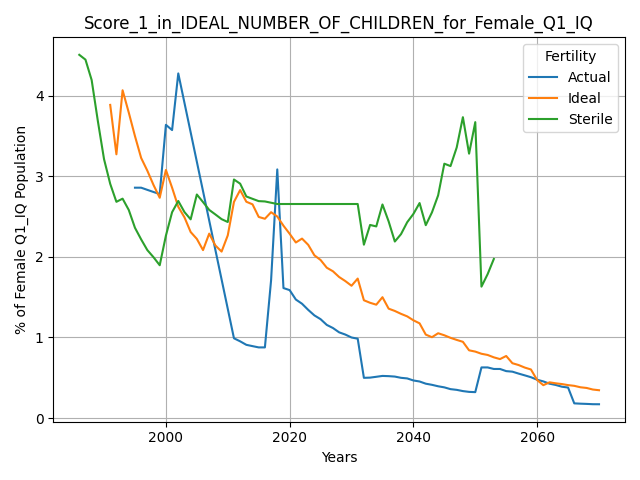 Score_1_in_IDEAL_NUMBER_OF_CHILDREN_for_Female_Q1_IQ
Fertility
Actual
Ideal
Sterile
% of Female Q1_IQ Population
4
3
2
1
0
2000 2020 2040 2060
Years